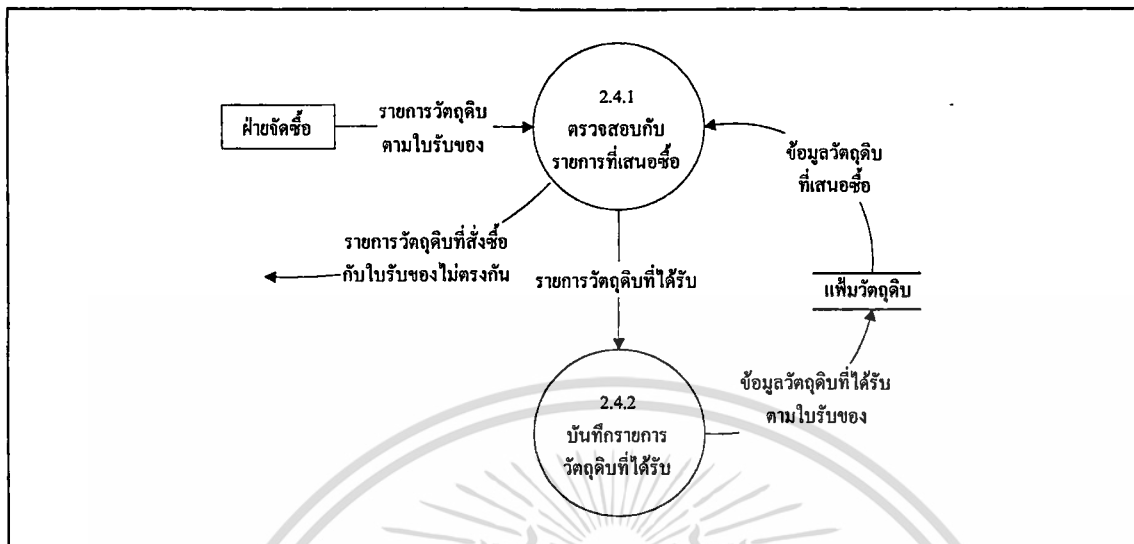 ฝ่ายจัดซื้อ
รายการวัตถุดิบ
ตามใบรับของ
2.4.1
ตรวจสอบกับ
รายการที่เสนอซื้อ
ข้อมูลวัตถุดิบ
ที่เสนอซื้อ
รายการวัตถุดิบที่สั่งซื้อ
กับใบรับของไม่ตรงกัน
รายการวัตถุดิบที่ได้รับ
แฟ้มวัตถุดิบ
2.4.2
บันทึกรายการ
วัตถุดิบที่ได้รับ
ข้อมูลวัตถุดิบที่ได้รับ
ตามใบรับของ